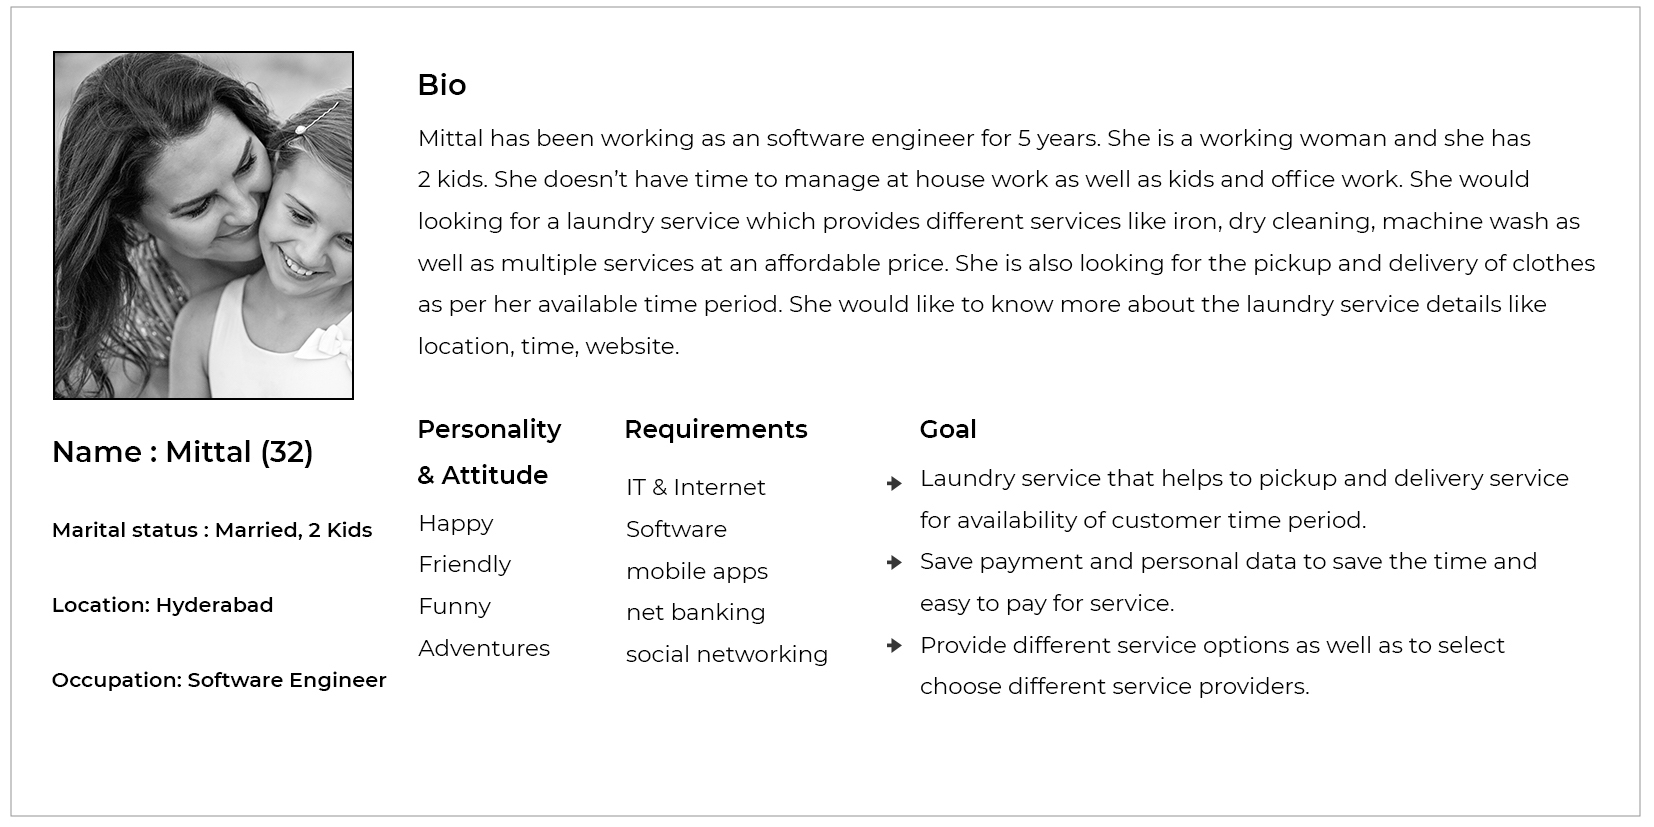 Bio
Mittal has been working as an software engineer for 5 years. She is a working woman and she has
2 kids. She doesn’t have time to manage at house work as well as kids and office work. She would
looking for a laundry service which provides different services like iron, dry cleaning, machine wash as
well as multiple services at an affordable price. She is also looking for the pickup and delivery of clothes
as per her available time period. She would like to know more about the laundry service details like
location, time, website.
Name : Mittal (32)
Marital status : Married, 2 Kids
Location: Hyderabad
Occupation: Software Engineer
Personality
& Attitude
Happy
Friendly
Funny
Adventures
Requirements
IT & Internet
Software
mobile apps
net banking
social networking
Goal
Laundry service that helps to pickup and delivery service
for availability of customer time period.
Save payment and personal data to save the time and
easy to pay for service.
Provide different service options as well as to select
choose different service providers.